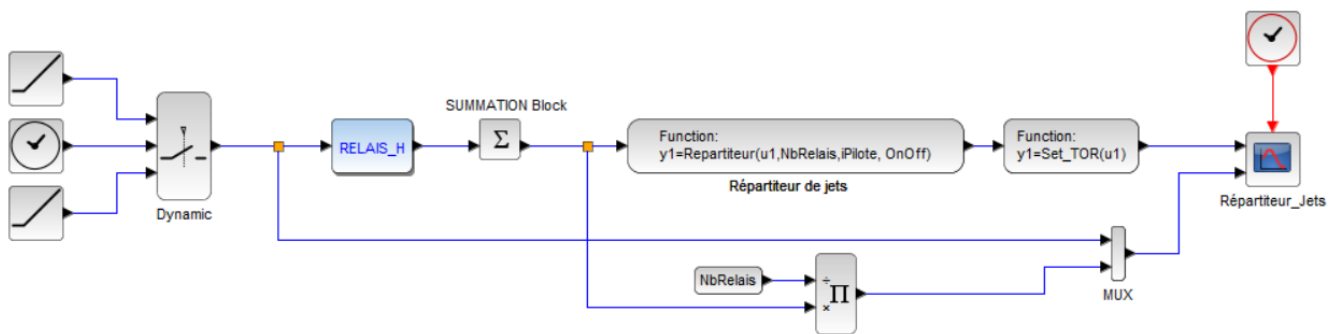 SUMMATION Block
RELAIS_H
Σ
Function:
y1=Repartiteur(u1,NbRelais,iPilote, OnOff)
Function:
y1=Set_TOR(u1)
Répartiteur de jets
Répartiteur_Jets
Dynamic
NbRelais
÷
×
Π
MUX